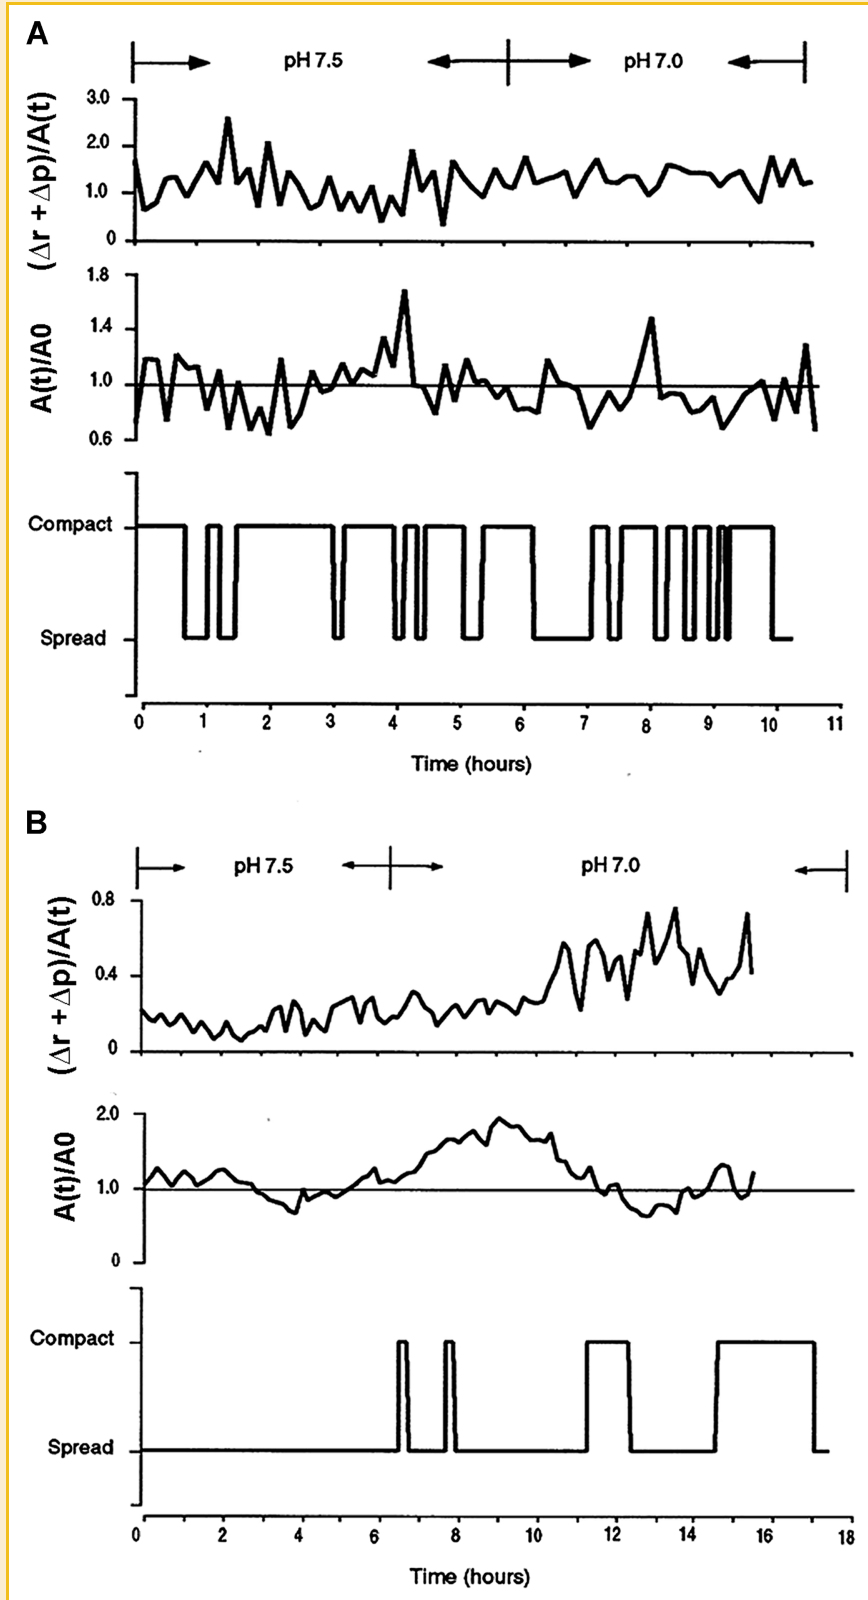 A
pH 7.5
pH 7.0
(Δr + Δp)/A(t)
3.0
2.0
1.0
0
A(t)/A0
1.8
1.4
1.0
0.6
Compact
Spread
0 1 2 3 4 5 6 7 8 9 10 11
Time (hours)
B
pH 7.5
pH 7.0
(Δr + Δp)/A(t)
0.8
0.4
0
A(t)/A0
2.0
1.0
0
Compact
Spread
0 2 4 6 8 10 12 14 16 18
Time (hours)